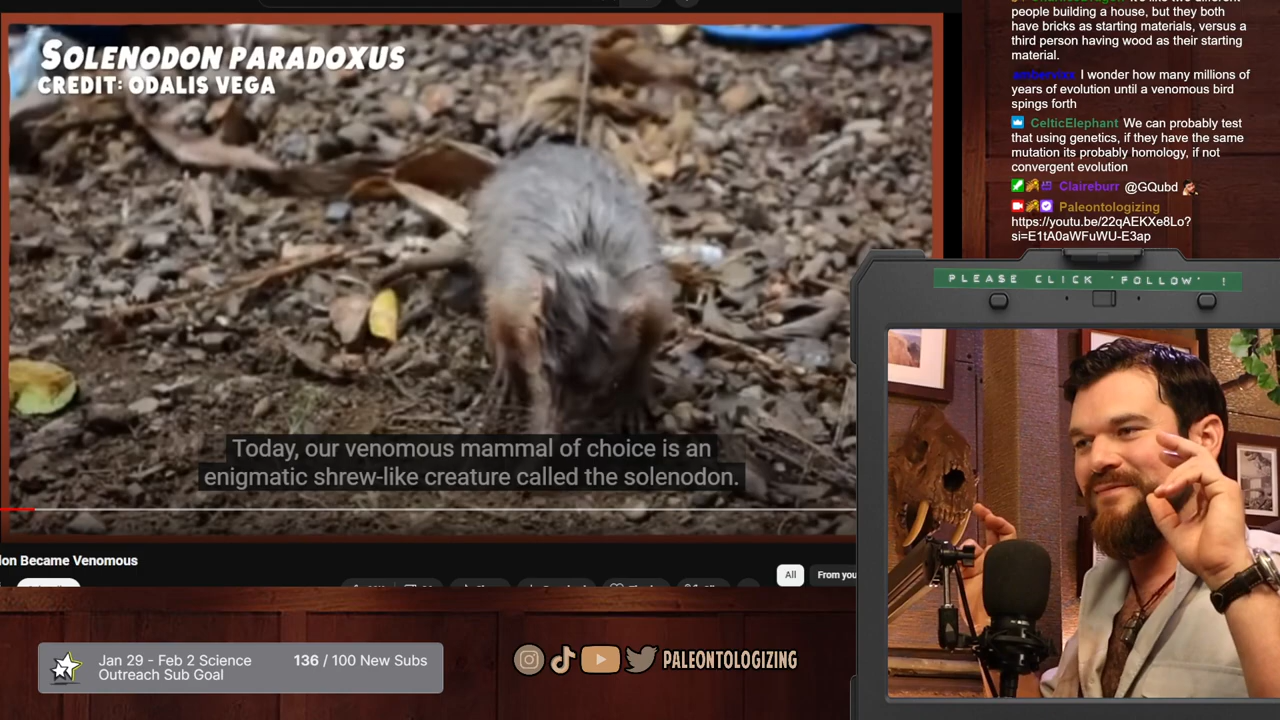 SOLENODON PARADOXUS
CREDIT: ODALIS VEGA
Today, our venomous mammal of choice is an
enigmatic shrew-like creature called the solenodon.
on Became Venomous
All
From you
people building a house, but they both
have bricks as starting materials, versus a
third person having wood as their starting
material.
I wonder how many millions of
years of evolution until a venomous bird
spings forth
CelticElephant We can probably test
that using genetics, if they have the same
mutation its probably homology, if not
convergent evolution
Claireburr @GQubd
Paleontologizing
https://youtu.be/22qAEKXe8Lo?
si=E1tA0aWFuWU-E3ap
PLEASE CLICK "FOLLOW" !
Jan 29 - Feb 2 Science
Outreach Sub Goal
136 / 100 New Subs
PALEONTOLOGIZING